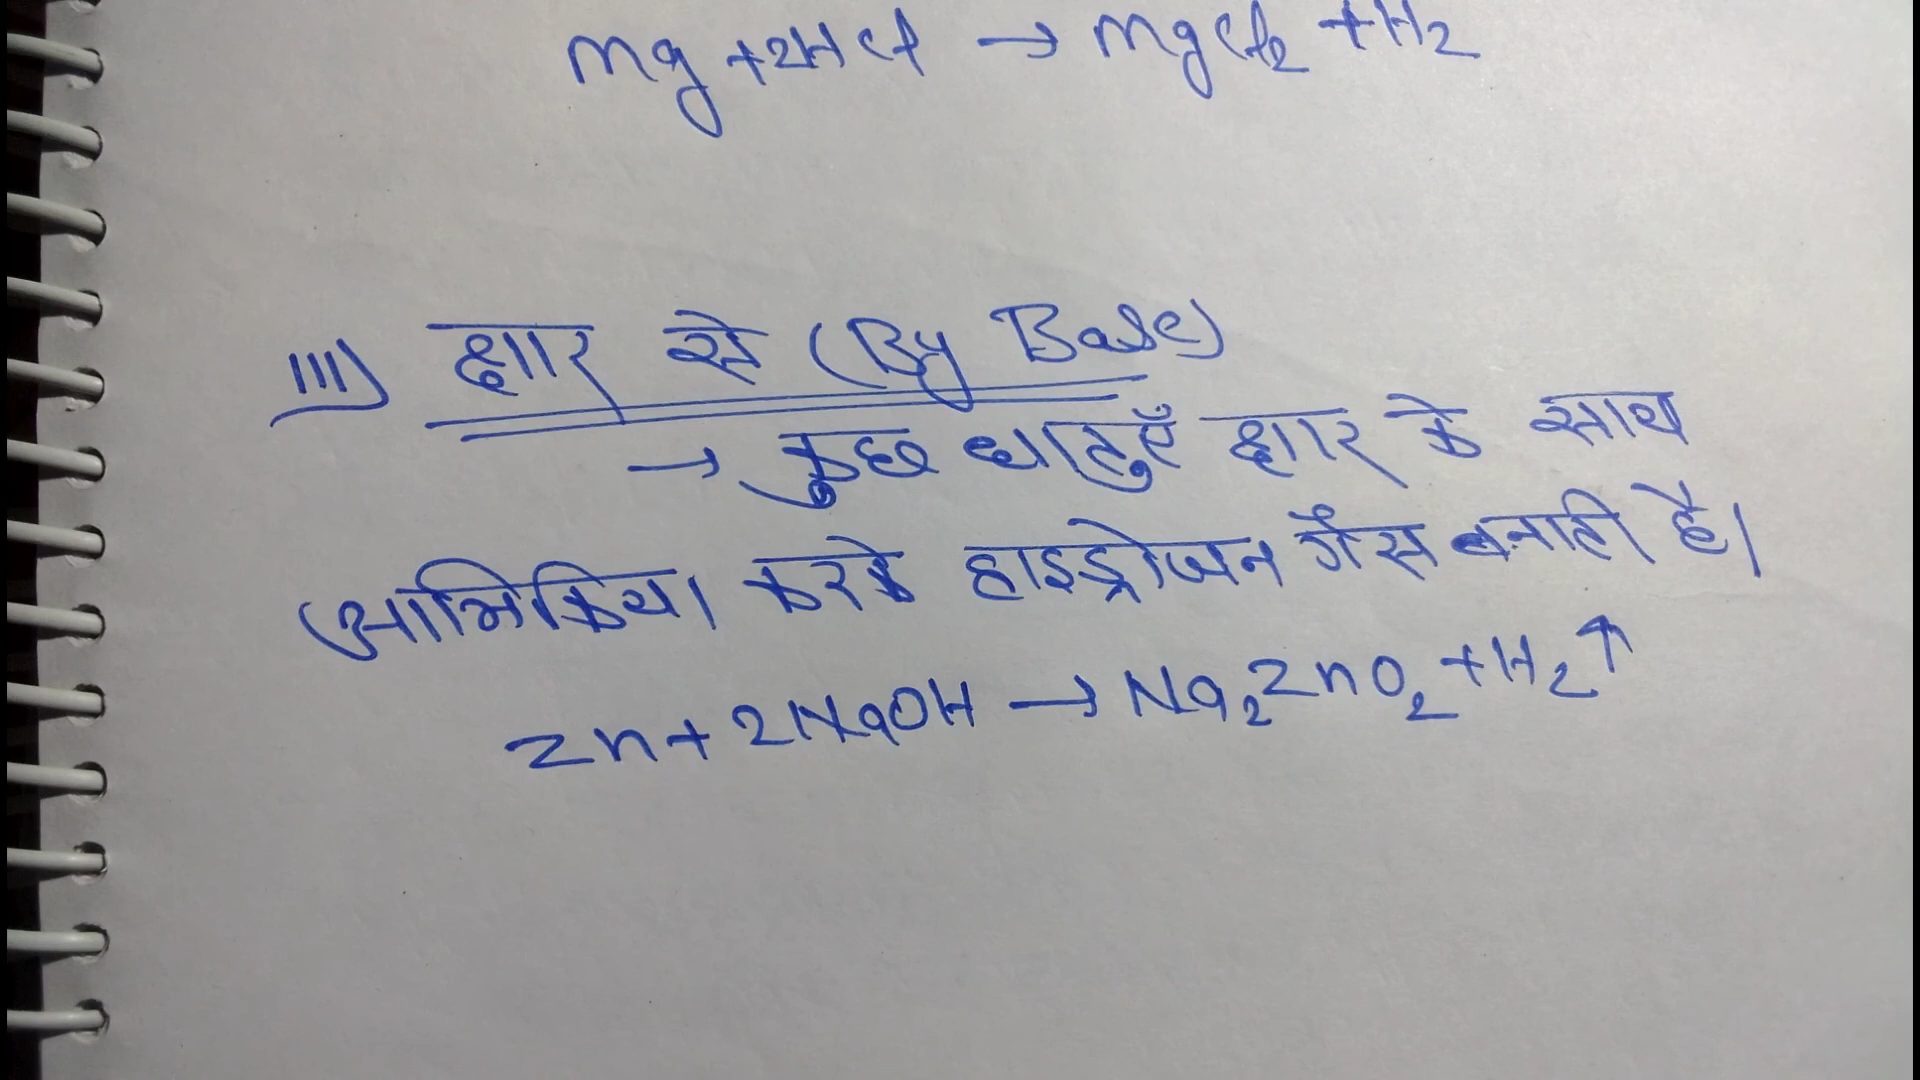 Mg + 2HCl → MgCl₂ + H₂
III) क्षार से (By Base)
→ कुछ धातुएँ क्षार के साथ
अभिक्रिया करके हाइड्रोजन गैस बनाती है।
Zn + 2NaOH → Na₂ZnO₂ + H₂↑